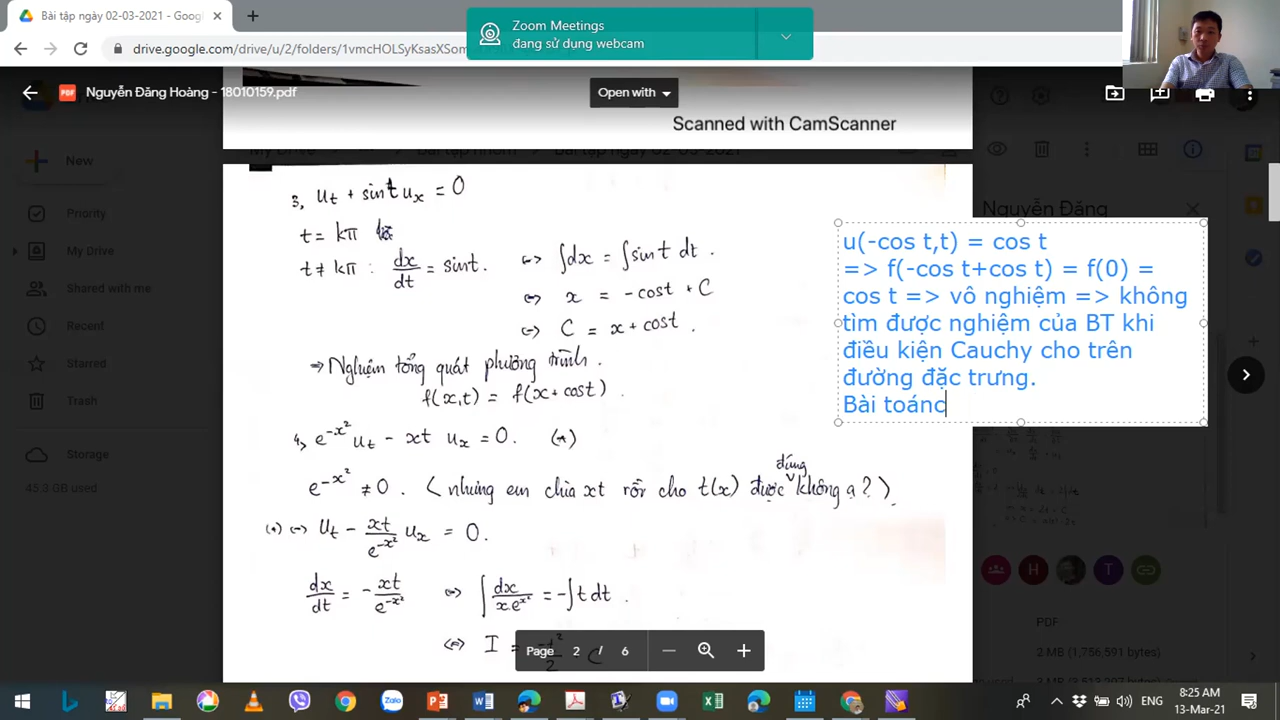 Bài tập ngày 02-03-2021 - Goog
Zoom Meetings
đang sử dụng webcam
drive.google.com/drive/u/2/folders/1vmcHOLSyKsasXSom
Nguyễn Đăng Hoàng - 18010159.pdf
Open with
Scanned with CamScanner
New
Priority
My Drive
Shared with me
Recent
Starred
Trash
Storage
45.3 GB used
Nguyễn Đăng
3, uₜ + sint uₓ = 0
t = kπ
t ≠ kπ : dx/dt = sint. ⇔ ∫dx = ∫sint dt.
⇔ x = -cost + C
⇔ C = x + cost.
⇒ Nghiệm tổng quát phương trình.
f(x,t) = f(x+cost).
4, e^{-x²} uₜ - xt uₓ = 0. (*)
e^{-x²} ≠ 0. (nhưng em chia xt rồi cho t(x) được đúng không ạ?)
(*) ⇔ uₜ - xt/e^{-x²} uₓ = 0.
dx/dt = - xt/e^{-x²} ⇔ ∫ dx/x.e^{x²} = -∫t dt.
⇔ I =
u(-cos t,t) = cos t
=> f(-cos t+cos t) = f(0) =
cos t => vô nghiệm => không
tìm được nghiệm của BT khi
điều kiện Cauchy cho trên
đường đặc trưng.
Bài toánc
Page 2 / 6
PDF
2 MB (1,756,591 bytes)
H
T
ENG
8:25 AM
13-Mar-21